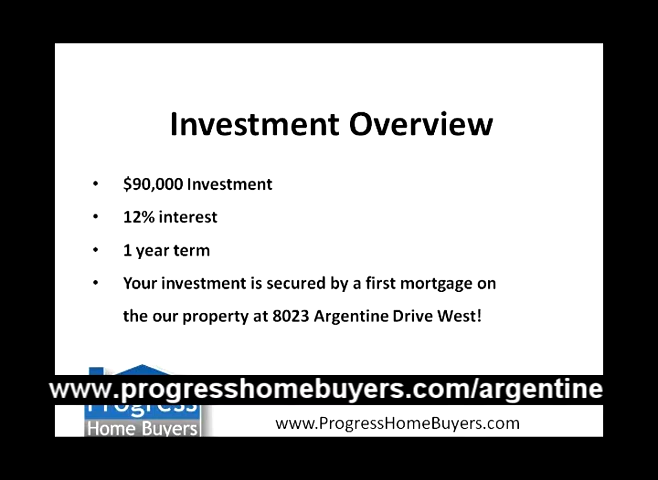 Investment Overview
• $90,000 Investment
• 12% interest
• 1 year term
• Your investment is secured by a first mortgage on
the our property at 8023 Argentine Drive West!
www.progresshomebuyers.com/argentine
Progress
Home Buyers
www.ProgressHomeBuyers.com